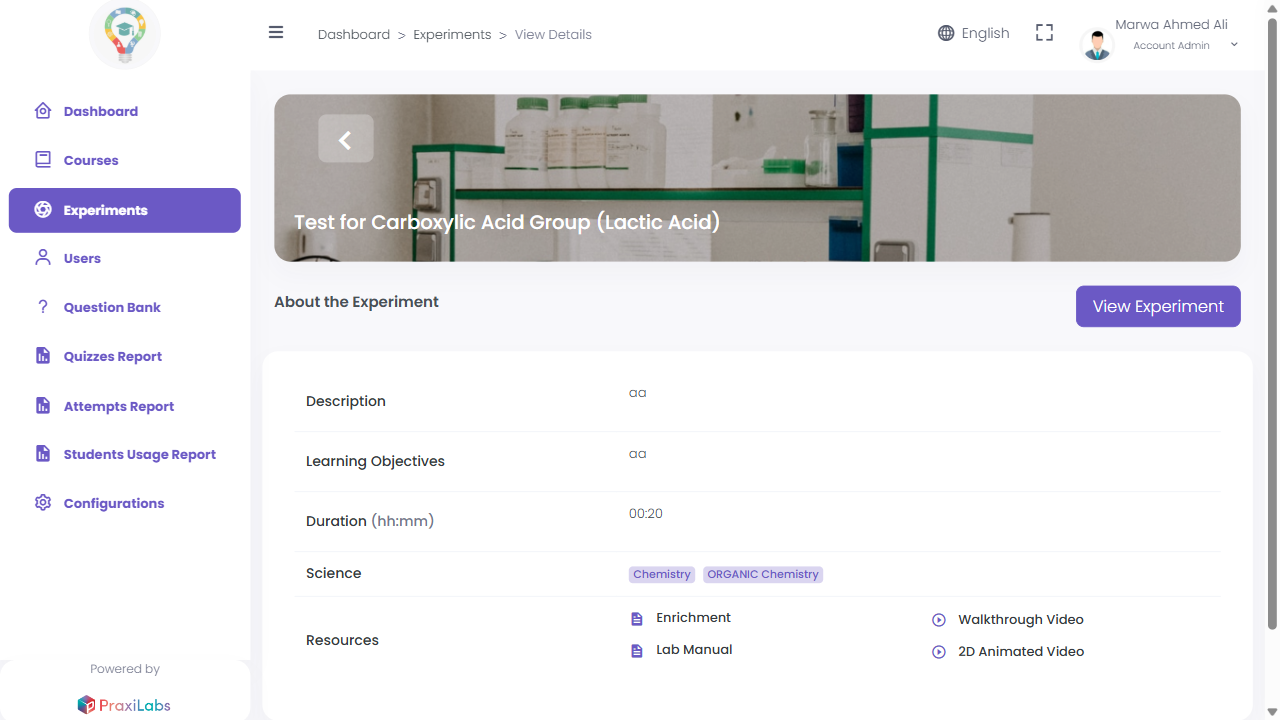 Dashboard > Experiments > View Details
English
Marwa Ahmed Ali
Account Admin
Dashboard
Courses
Experiments
Users
Question Bank
Quizzes Report
Attempts Report
Students Usage Report
Configurations
Powered by
PraxiLabs
Test for Carboxylic Acid Group (Lactic Acid)
About the Experiment
View Experiment
Description
aa
Learning Objectives
aa
Duration (hh:mm)
00:20
Science
Chemistry ORGANIC Chemistry
Resources
Enrichment
Walkthrough Video
Lab Manual
2D Animated Video